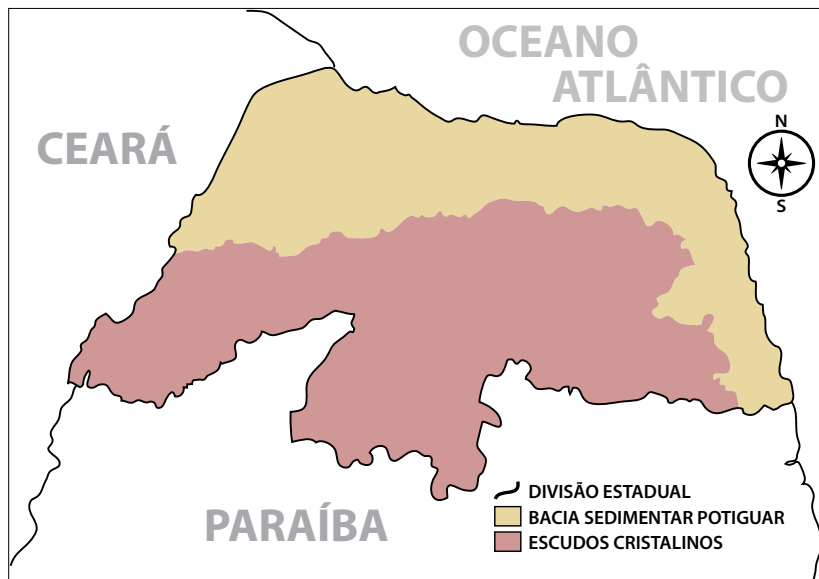 OCEANO
ATLÂNTICO
CEARÁ
N
S
PARAÍBA
DIVISÃO ESTADUAL
BACIA SEDIMENTAR POTIGUAR
ESCUDOS CRISTALINOS